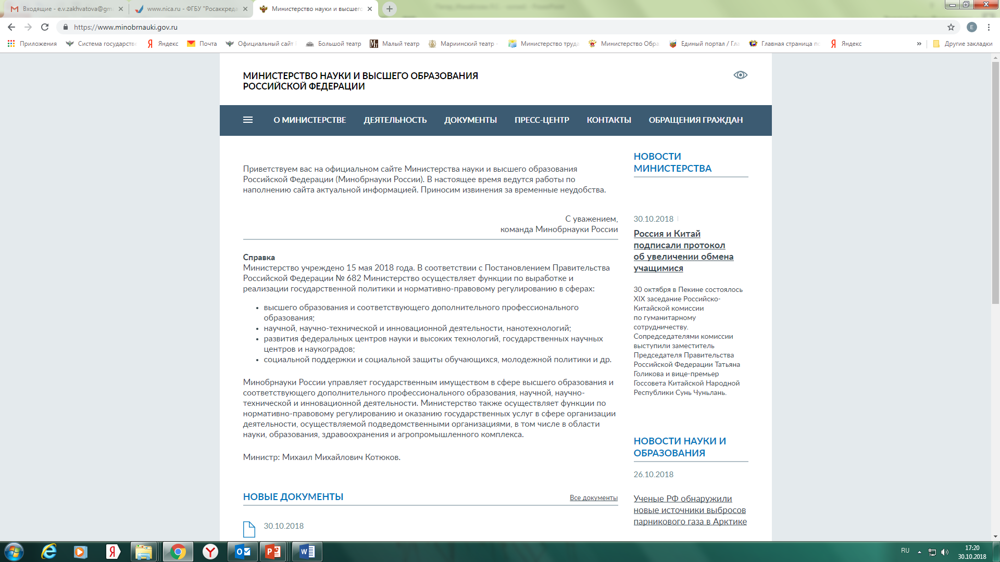 Входящие - e.v.zakhvatova@gm
www.nica.ru - ФГБУ "Росаккреда
Министерство науки и высшего
https://www.minobrnauki.gov.ru
E
Приложения
Система государстве
Яндекс
Почта
Официальный сайт
Большой театр
Малый театр
Мариинский театр -
Министерство труда
Министерство Обра
Единый портал / Гла
Главная страница по
Яндекс
»
Другие закладки
МИНИСТЕРСТВО НАУКИ И ВЫСШЕГО ОБРАЗОВАНИЯ
РОССИЙСКОЙ ФЕДЕРАЦИИ
О МИНИСТЕРСТВЕ
ДЕЯТЕЛЬНОСТЬ
ДОКУМЕНТЫ
ПРЕСС-ЦЕНТР
КОНТАКТЫ
ОБРАЩЕНИЯ ГРАЖДАН
Приветствуем вас на официальном сайте Министерства науки и высшего образования
Российской Федерации (Минобрнауки России). В настоящее время ведутся работы по
наполнению сайта актуальной информацией. Приносим извинения за временные неудобства.
С уважением,
команда Минобрнауки России
Справка
Министерство учреждено 15 мая 2018 года. В соответствии с Постановлением Правительства
Российской Федерации № 682 Министерство осуществляет функции по выработке и
реализации государственной политики и нормативно-правовому регулированию в сферах:
• высшего образования и соответствующего дополнительного профессионального
образования;
• научной, научно-технической и инновационной деятельности, нанотехнологий;
• развития федеральных центров науки и высоких технологий, государственных научных
центров и наукоградов;
• социальной поддержки и социальной защиты обучающихся, молодежной политики и др.
Минобрнауки России управляет государственным имуществом в сфере высшего образования и
соответствующего дополнительного профессионального образования, научной, научно-
технической и инновационной деятельности. Министерство также осуществляет функции по
нормативно-правовому регулированию и оказанию государственных услуг в сфере организации
деятельности, осуществляемой подведомственными организациями, в том числе в области
науки, образования, здравоохранения и агропромышленного комплекса.
Министр: Михаил Михайлович Котюков.
НОВЫЕ ДОКУМЕНТЫ
Все документы
30.10.2018
НОВОСТИ
МИНИСТЕРСТВА
30.10.2018
Россия и Китай
подписали протокол
об увеличении обмена
учащимися
30 октября в Пекине состоялось
XIX заседание Российско-
Китайской комиссии
по гуманитарному
сотрудничеству.
Сопредседателями комиссии
выступили заместитель
Председателя Правительства
Российской Федерации Татьяна
Голикова и вице-премьер
Госсовета Китайской Народной
Республики Сунь Чуньлань.
НОВОСТИ НАУКИ И
ОБРАЗОВАНИЯ
26.10.2018
Ученые РФ обнаружили
новые источники выбросов
парникового газа в Арктике
RU
17:20
30.10.2018